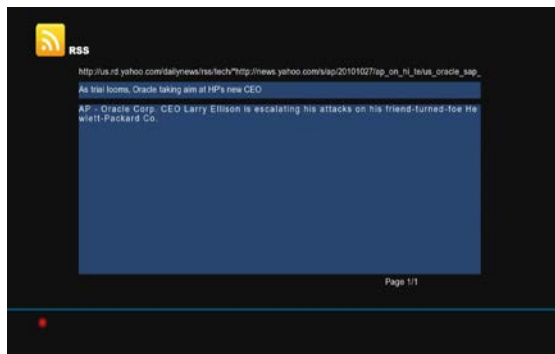 RSS
http://us.rd.yahoo.com/dailynews/rss/tech/*http://news.yahoo.com/s/ap/20101027/ap_on_hi_te/us_oracle_sap_
As trial looms, Oracle taking aim at HP's new CEO
AP - Oracle Corp. CEO Larry Ellison is escalating his attacks on his friend-turned-foe He
wlett-Packard Co.
Page 1/1